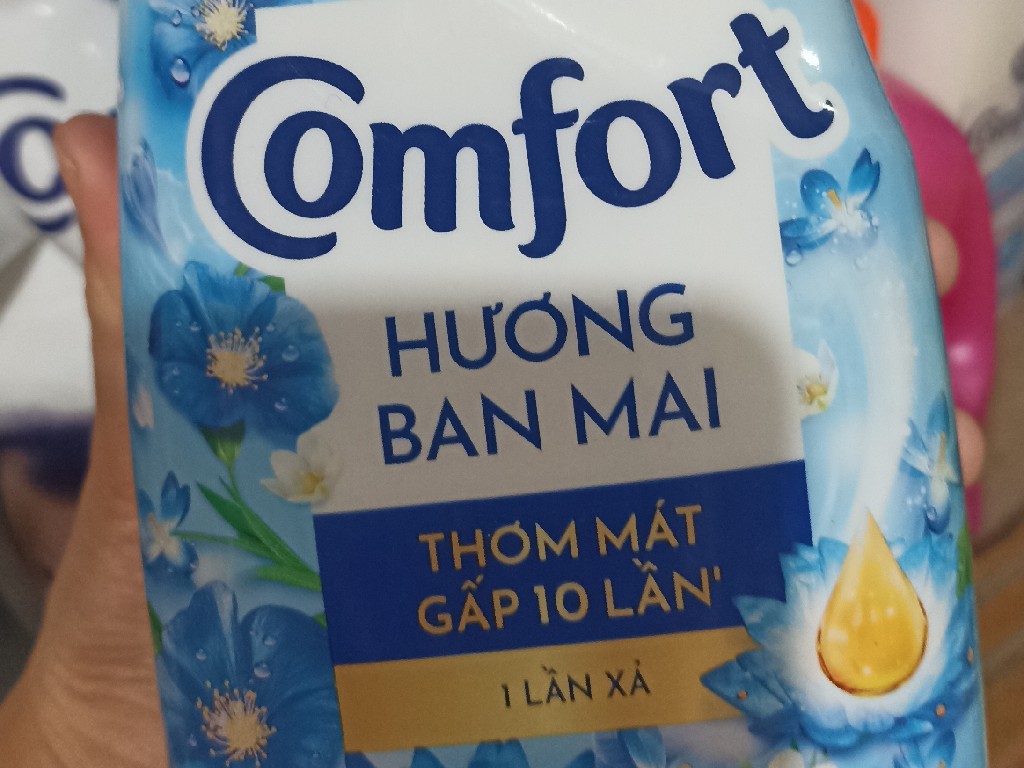 Comfort
HƯƠNG
BAN MAI
THƠM MÁT
GẤP 10 LẦN'
1 LẦN XẢ